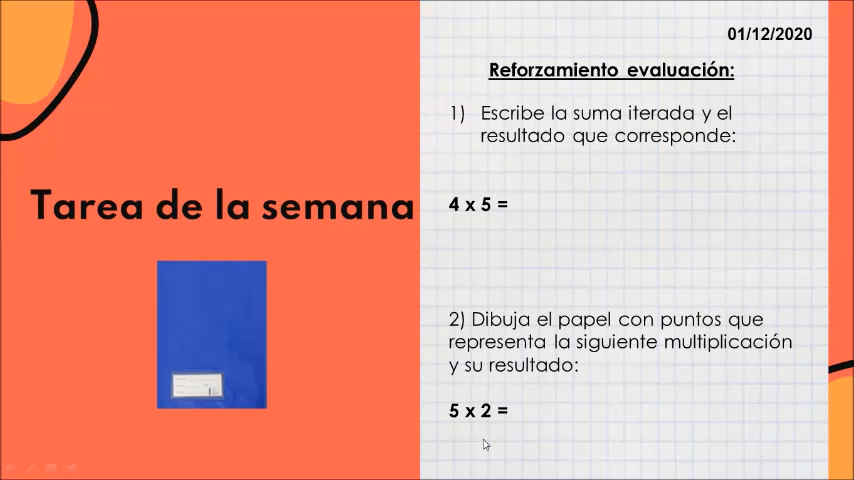 01/12/2020
Reforzamiento evaluación:
Tarea de la semana
1) Escribe la suma iterada y el
resultado que corresponde:
4 x 5 =
2) Dibuja el papel con puntos que
representa la siguiente multiplicación
y su resultado:
5 x 2 =